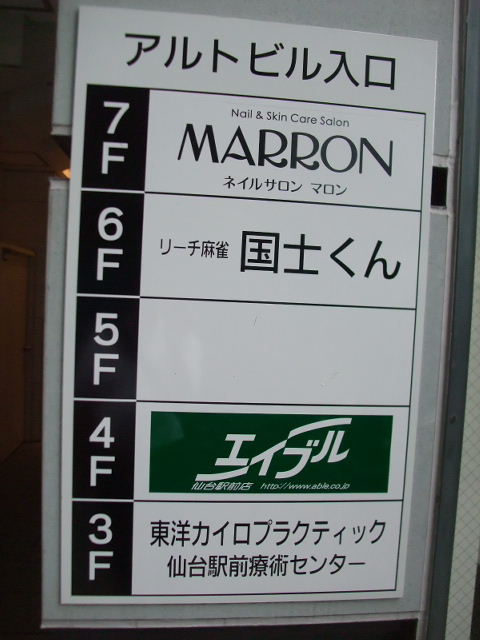 アルトビル入口
7F
Nail & Skin Care Salon
MARRON
ネイルサロン マロン
6F
リーチ麻雀 国士くん
5F
4F
エイブル
仙台駅前店 http://www.able.co.jp
3F
東洋カイロプラクティック
仙台駅前療術センター